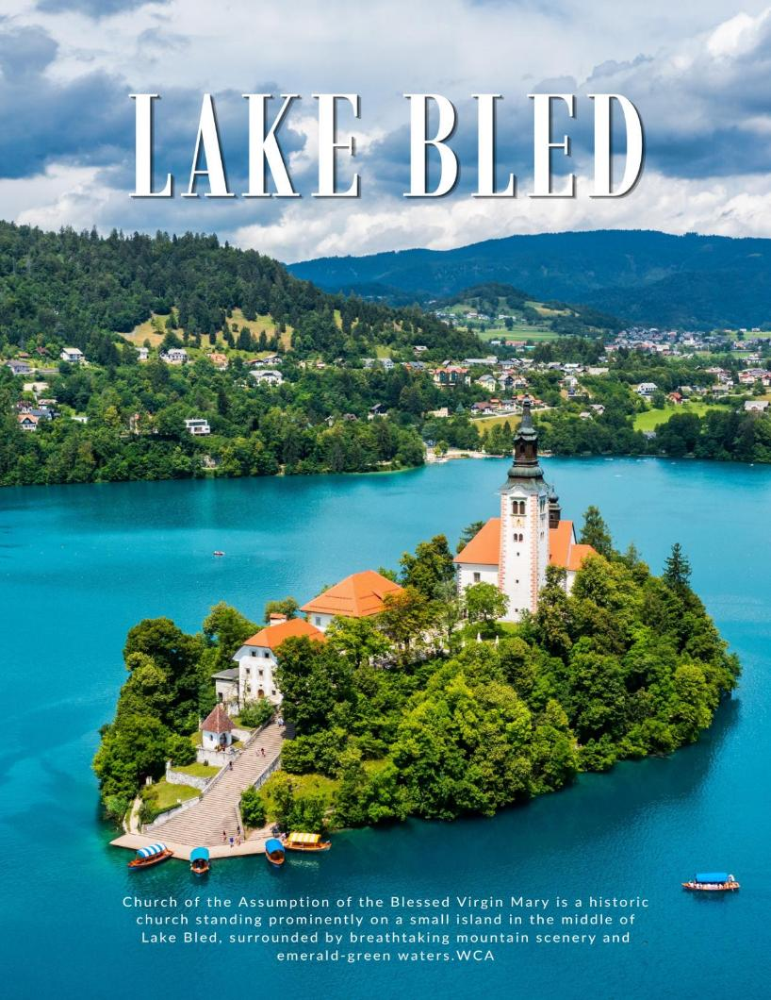 LAKE BLED
Church of the Assumption of the Blessed Virgin Mary is a historic
church standing prominently on a small island in the middle of
Lake Bled, surrounded by breathtaking mountain scenery and
emerald-green waters.WCA